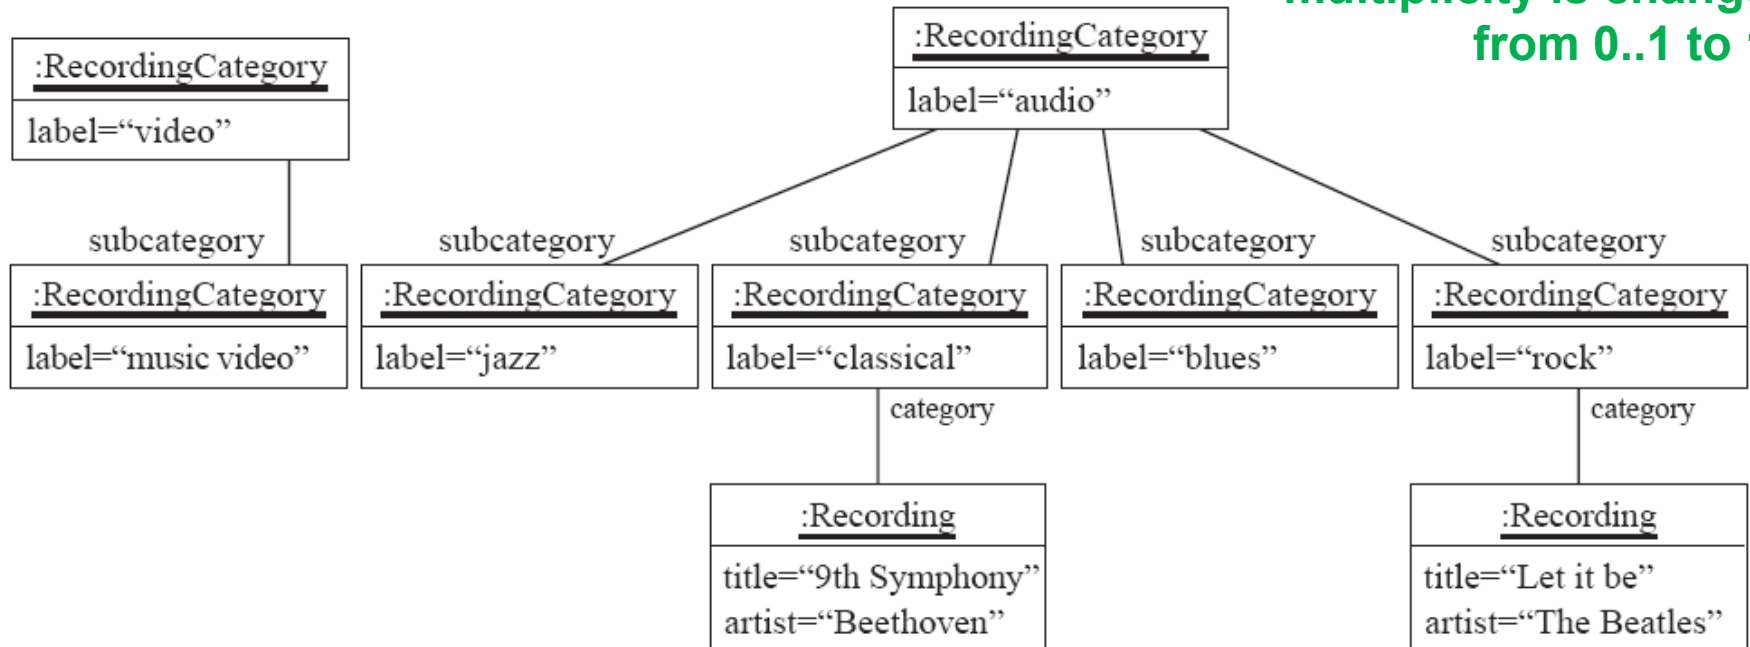 from 0..1 to
:RecordingCategory
label=“video”
:RecordingCategory
label=“audio”
subcategory
subcategory
subcategory
subcategory
subcategory
:RecordingCategory
label=“music video”
:RecordingCategory
label=“jazz”
:RecordingCategory
label=“classical”
:RecordingCategory
label=“blues”
:RecordingCategory
label=“rock”
category
category
:Recording
title=“9th Symphony”
artist=“Beethoven”
:Recording
title=“Let it be”
artist=“The Beatles”